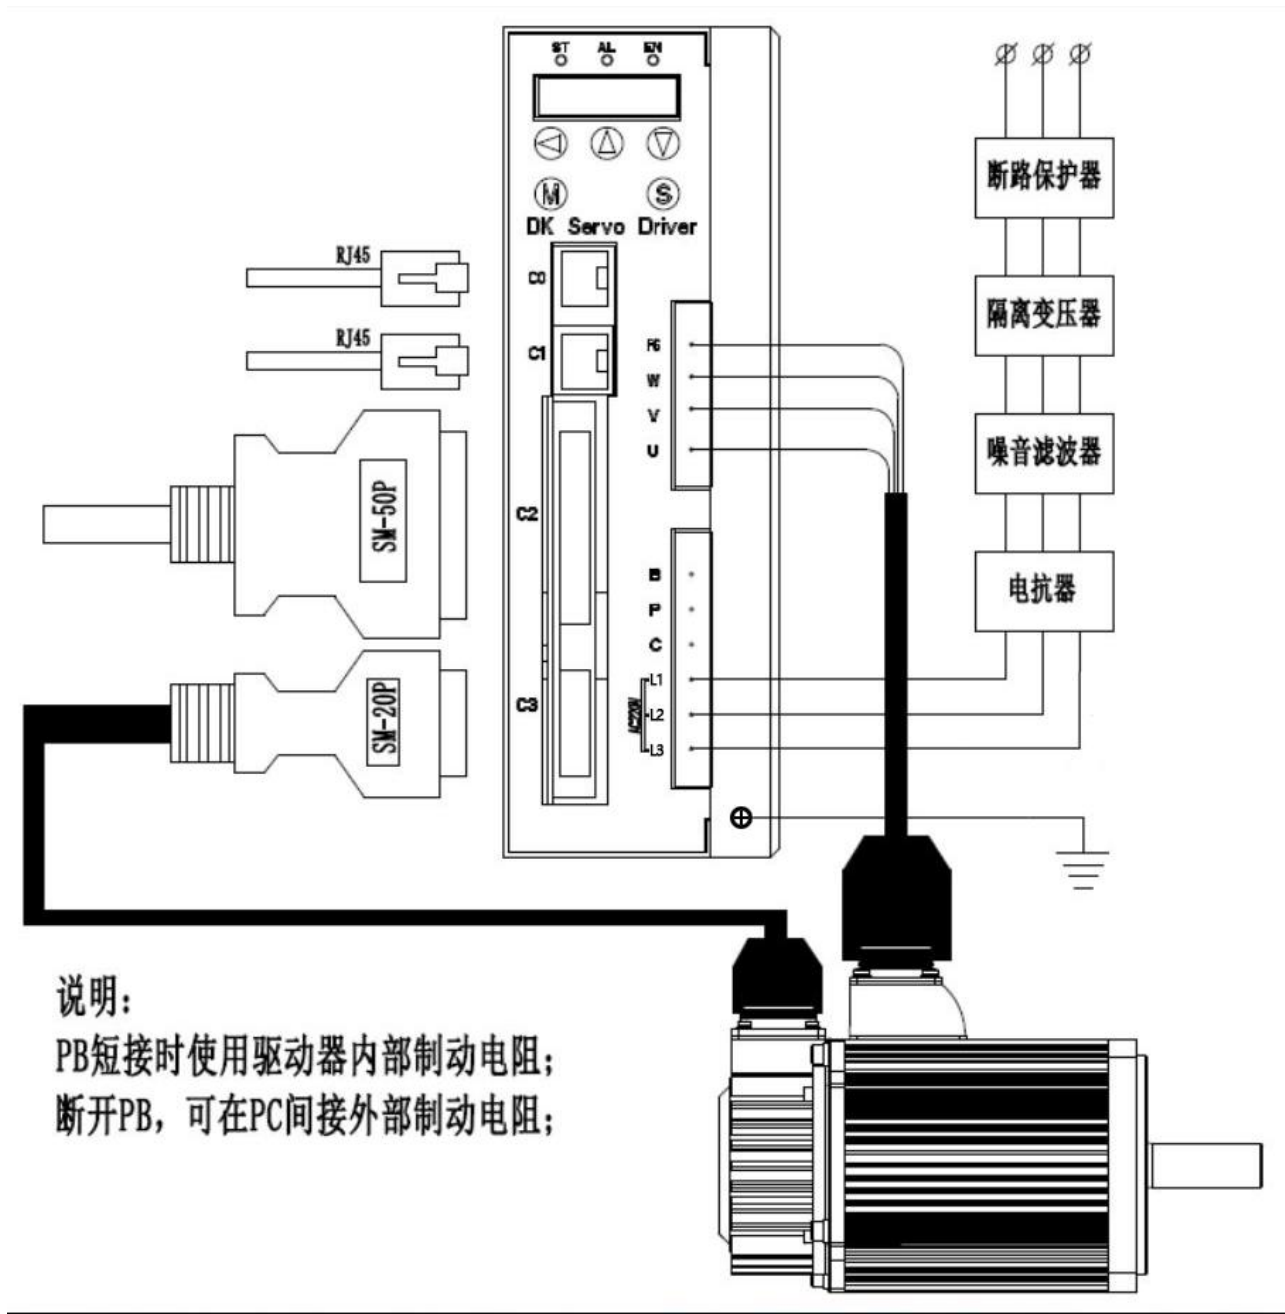 ST AL EN
M S
DK Servo Driver
RJ45
C0
RJ45
C1
SM-50P
C2
SM-20P
C3
FG
W
V
U
B
P
C
L1
L2
L3
AC220V
断路保护器
隔离变压器
噪音滤波器
电抗器
说明：
PB短接时使用驱动器内部制动电阻；
断开PB，可在PC间接外部制动电阻；